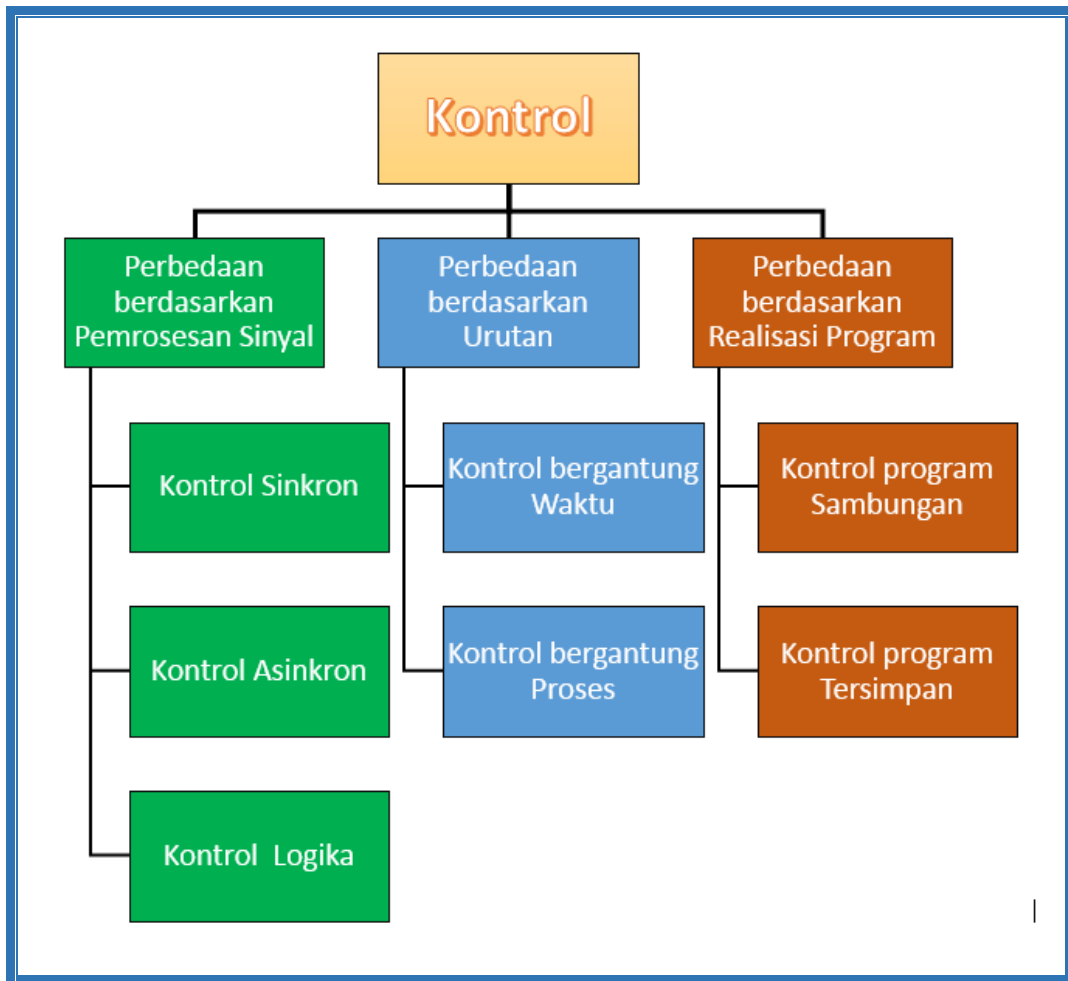 Kontrol
Perbedaan
berdasarkan
Pemrosesan Sinyal
Kontrol Sinkron
Kontrol Asinkron
Kontrol Logika
Perbedaan
berdasarkan
Urutan
Kontrol bergantung
Waktu
Kontrol bergantung
Proses
Perbedaan
berdasarkan
Realisasi Program
Kontrol program
Sambungan
Kontrol program
Tersimpan